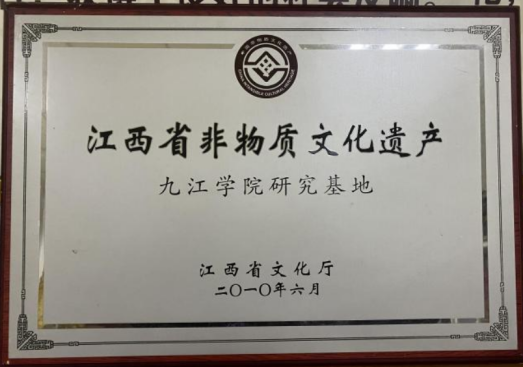 江西省非物质文化遗产
九江学院研究基地
江西省文化厅
二〇一〇年六月